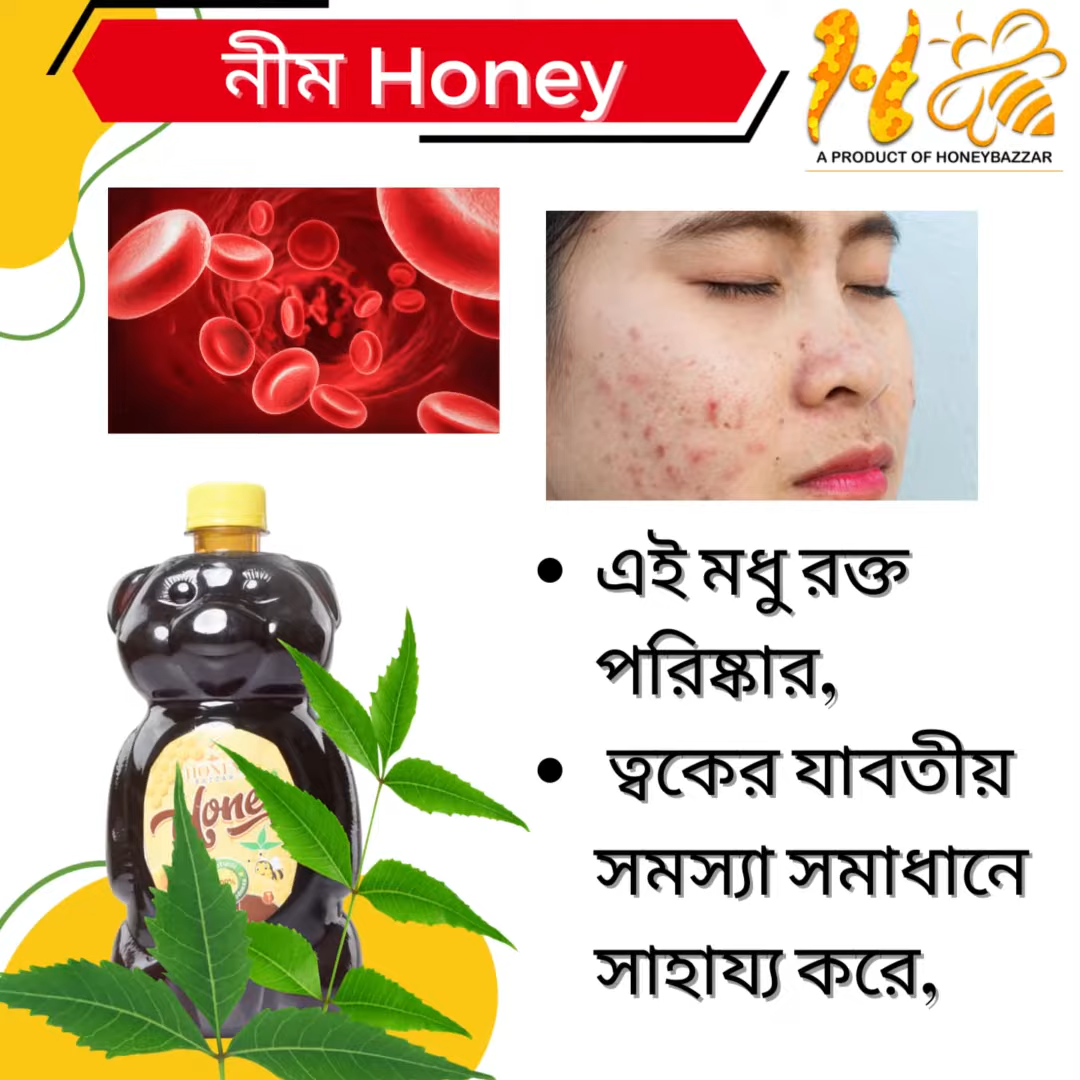 নীম Honey
A PRODUCT OF HONEYBAZZAR
এই মধু রক্ত
পরিষ্কার,
ত্বকের যাবতীয়
সমস্যা সমাধানে
সাহায্য করে,